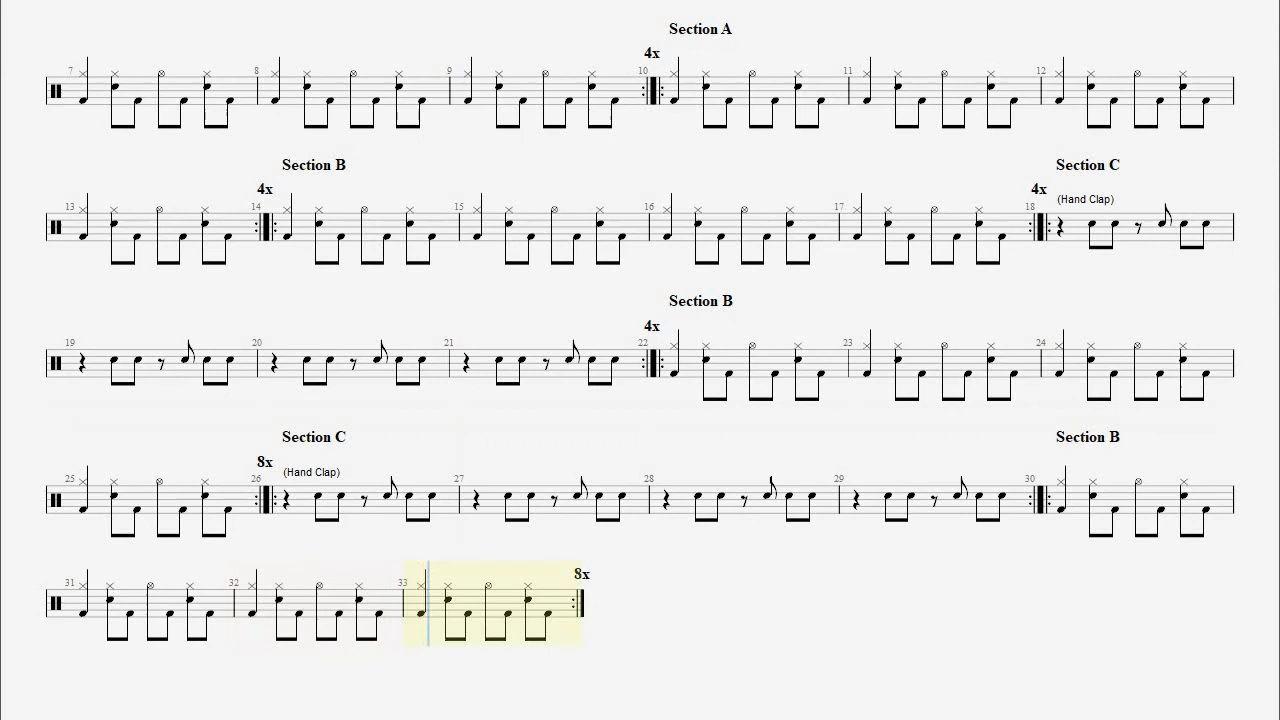 Section A
4x
7 8 9 10 11 12
Section B Section C
4x 4x
(Hand Clap)
13 14 15 16 17 18
Section B
4x
19 20 21 22 23 24
Section C Section B
8x
(Hand Clap)
25 26 27 28 29 30
8x
31 32 33